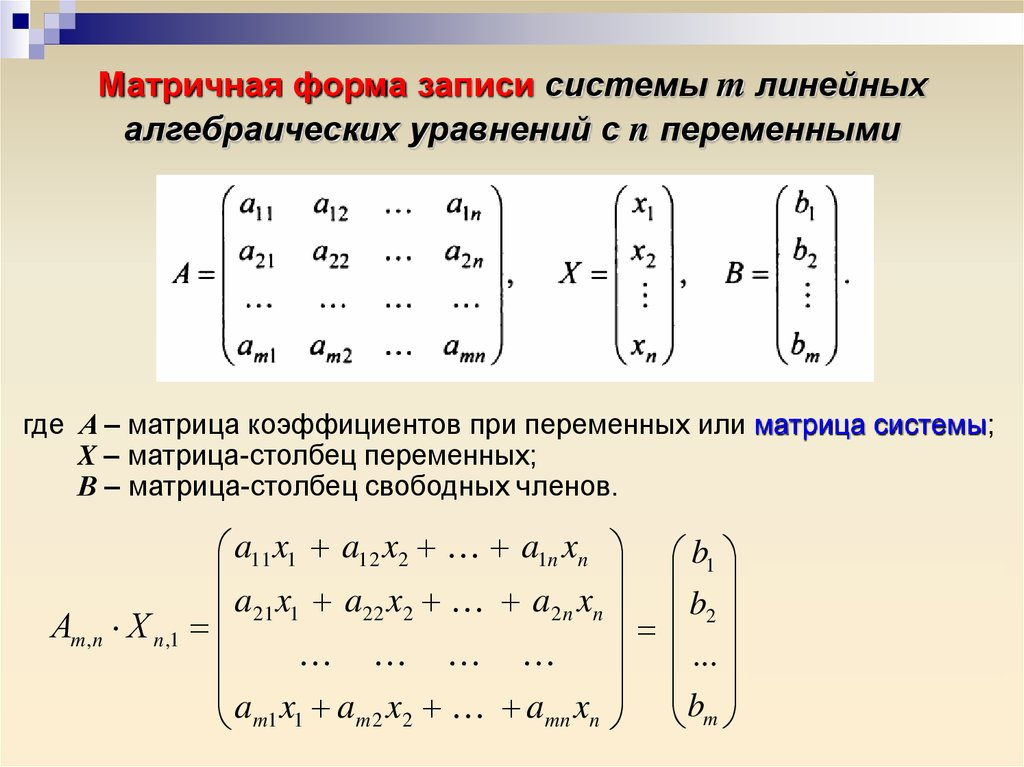 Матричная форма записи системы m линейных
алгебраических уравнений с n переменными
A = ( a₁₁ a₁₂ … a₁ₙ ) , X = ( x₁ ) , B = ( b₁ ) .
a₂₁ a₂₂ … a₂ₙ x₂ b₂
… … … … ⋮ ⋮
aₘ₁ aₘ₂ … aₘₙ xₙ bₘ
где A – матрица коэффициентов при переменных или матрица системы;
X – матрица-столбец переменных;
B – матрица-столбец свободных членов.
Aₘ,ₙ · Xₙ,₁ = ( a₁₁x₁ + a₁₂x₂ + … + a₁ₙxₙ ) = ( b₁ )
a₂₁x₁ + a₂₂x₂ + … + a₂ₙxₙ b₂
… … … … ...
aₘ₁x₁ + aₘ₂x₂ + … + aₘₙxₙ bₘ